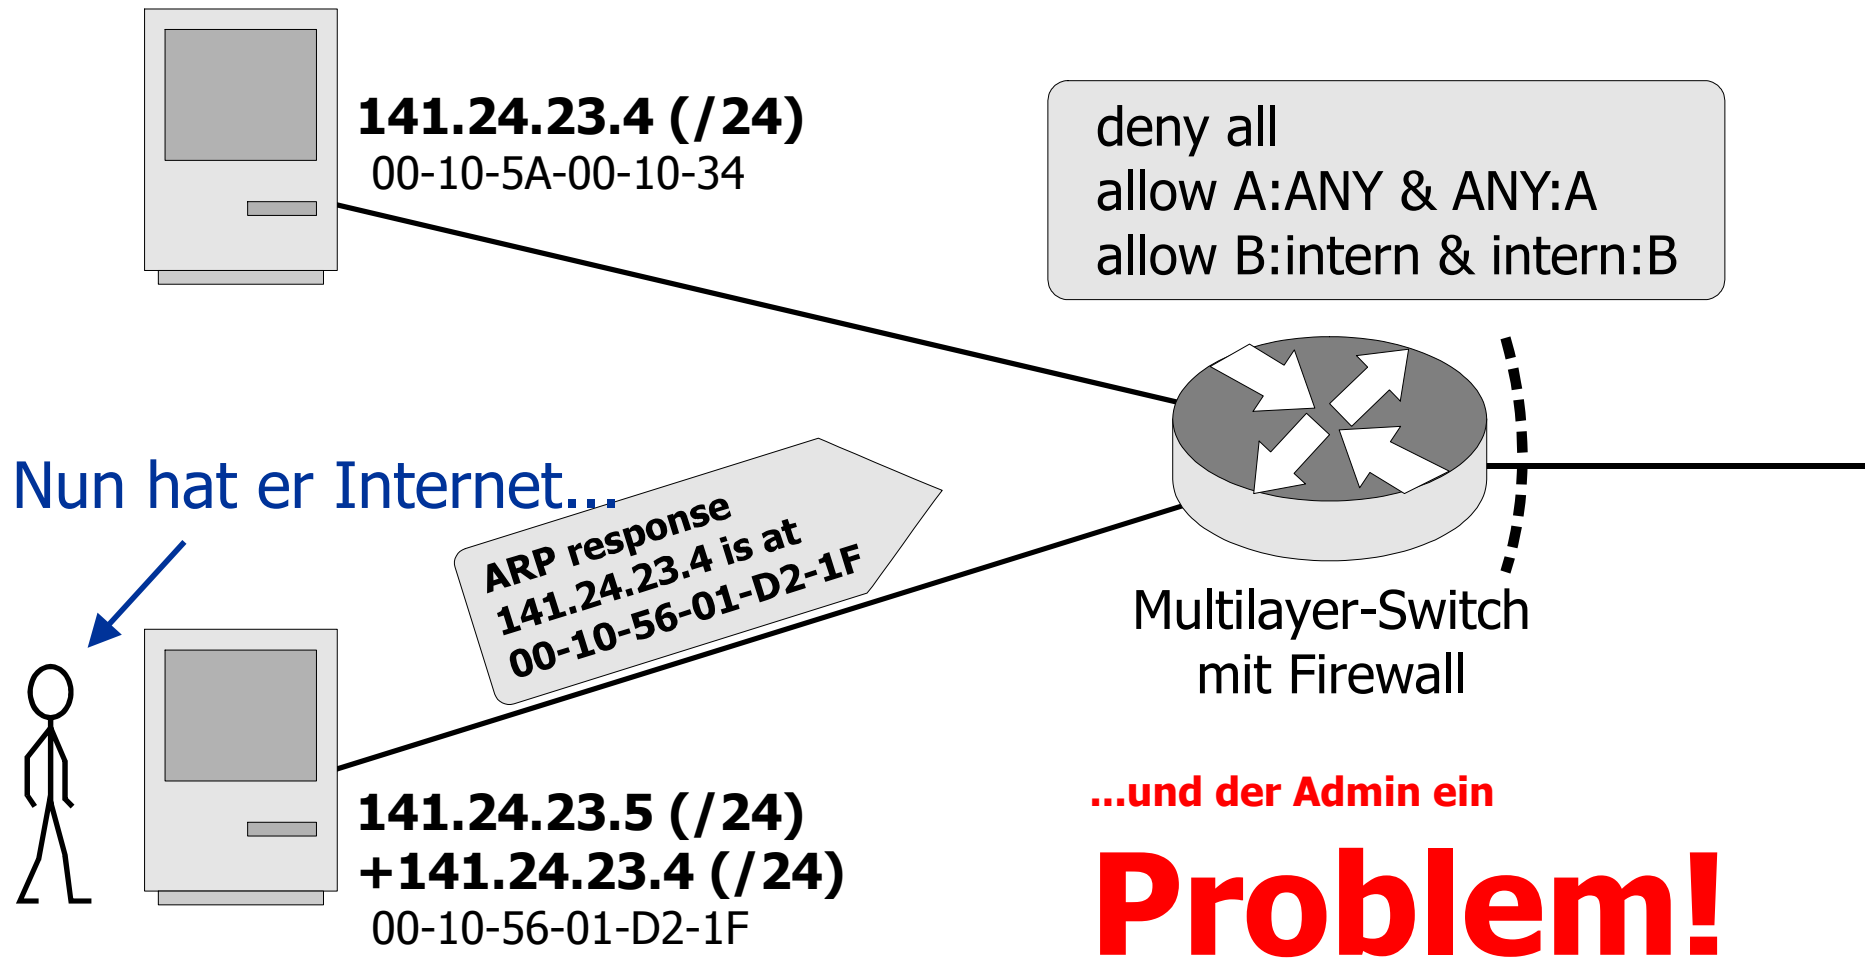 141.24.23.4 (/24)
00-10-5A-00-10-34
deny all
allow A:ANY & ANY:A
allow B:intern & intern:B
Nun hat er Internet...
ARP response
141.24.23.4 is at
00-10-56-01-D2-1F
Multilayer-Switch
mit Firewall
141.24.23.5 (/24)
+141.24.23.4 (/24)
00-10-56-01-D2-1F
...und der Admin ein
Problem!